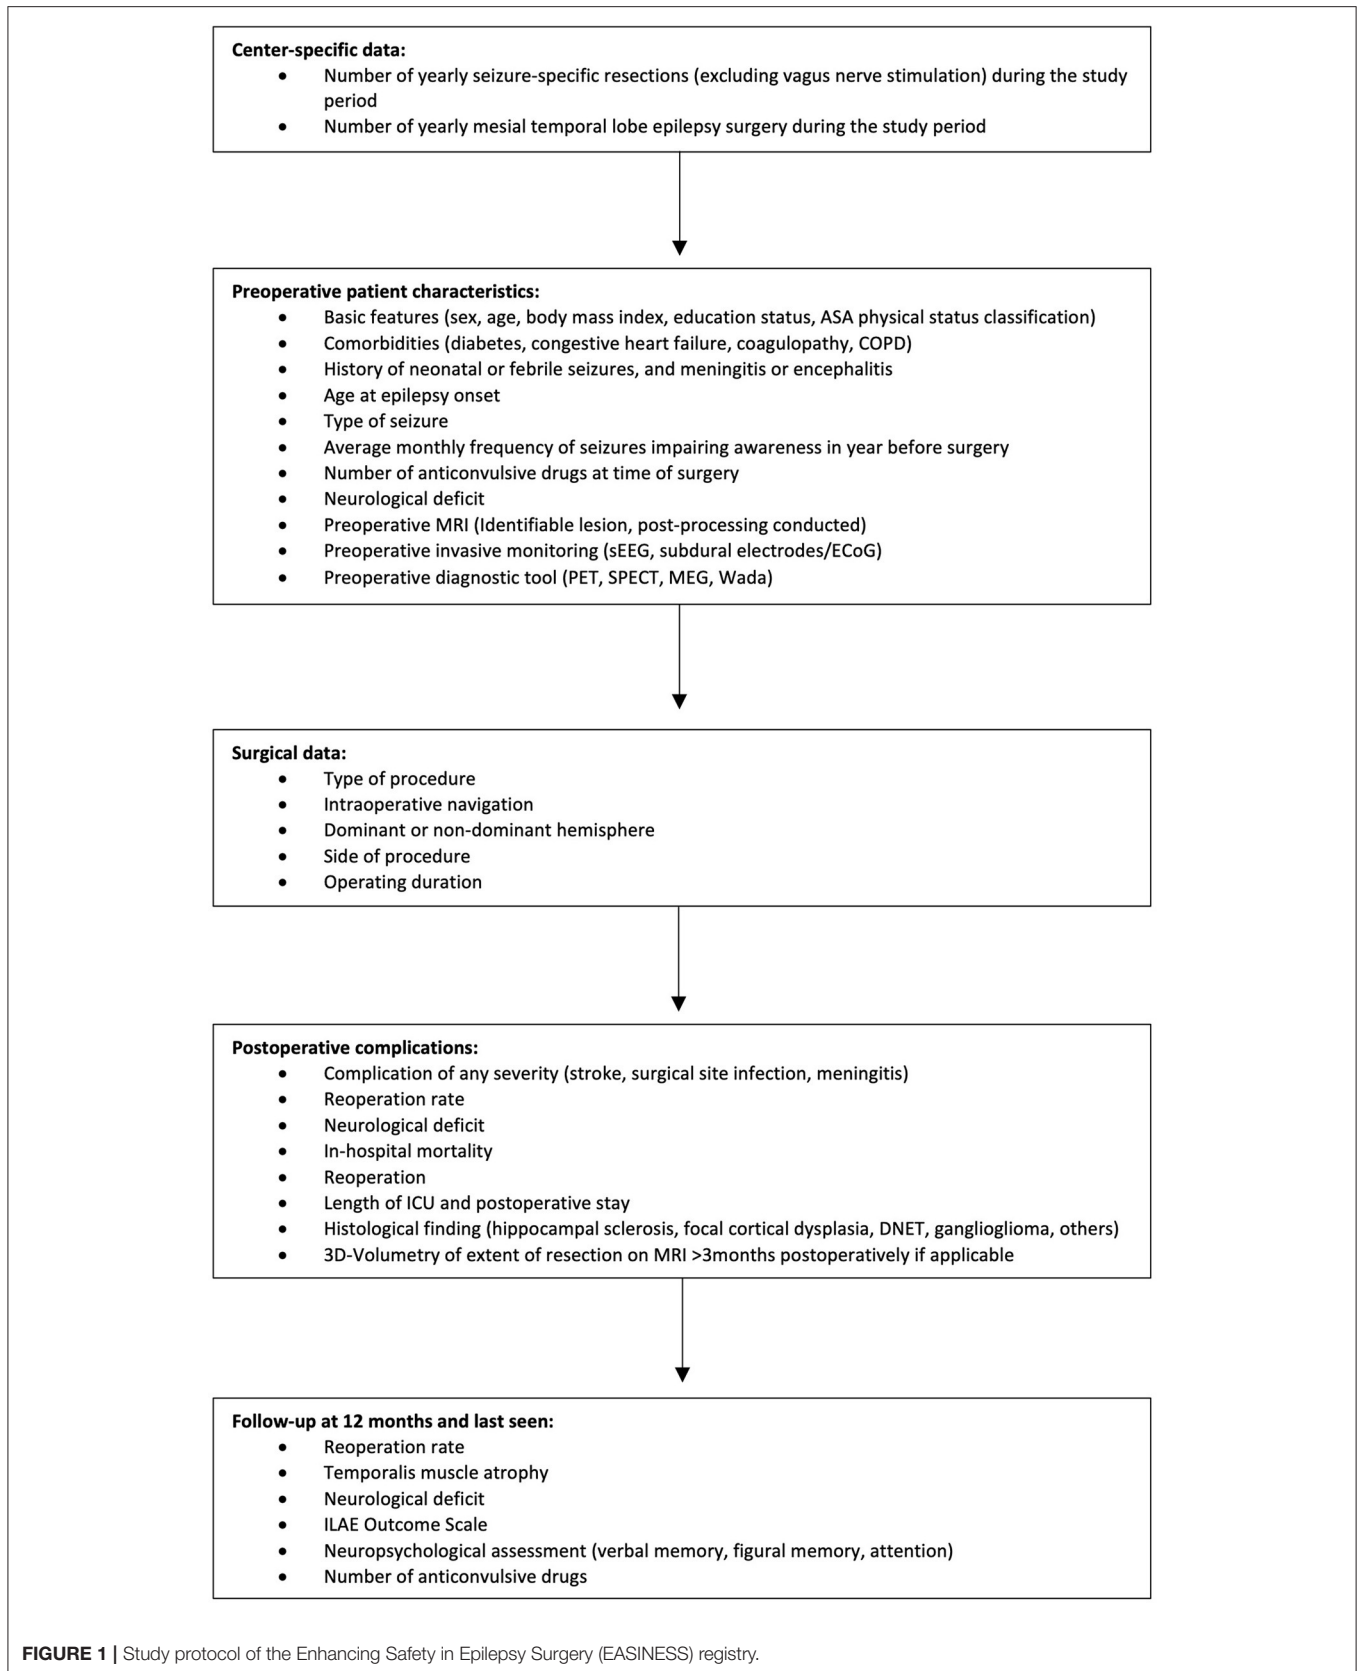 Center-specific data:
• Number of yearly seizure-specific resections (excluding vagus nerve stimulation) during the study
period
• Number of yearly mesial temporal lobe epilepsy surgery during the study period
Preoperative patient characteristics:
• Basic features (sex, age, body mass index, education status, ASA physical status classification)
• Comorbidities (diabetes, congestive heart failure, coagulopathy, COPD)
• History of neonatal or febrile seizures, and meningitis or encephalitis
• Age at epilepsy onset
• Type of seizure
• Average monthly frequency of seizures impairing awareness in year before surgery
• Number of anticonvulsive drugs at time of surgery
• Neurological deficit
• Preoperative MRI (Identifiable lesion, post-processing conducted)
• Preoperative invasive monitoring (sEEG, subdural electrodes/ECoG)
• Preoperative diagnostic tool (PET, SPECT, MEG, Wada)
Surgical data:
• Type of procedure
• Intraoperative navigation
• Dominant or non-dominant hemisphere
• Side of procedure
• Operating duration
Postoperative complications:
• Complication of any severity (stroke, surgical site infection, meningitis)
• Reoperation rate
• Neurological deficit
• In-hospital mortality
• Reoperation
• Length of ICU and postoperative stay
• Histological finding (hippocampal sclerosis, focal cortical dysplasia, DNET, ganglioglioma, others)
• 3D-Volumetry of extent of resection on MRI >3months postoperatively if applicable
Follow-up at 12 months and last seen:
• Reoperation rate
• Temporalis muscle atrophy
• Neurological deficit
• ILAE Outcome Scale
• Neuropsychological assessment (verbal memory, figural memory, attention)
• Number of anticonvulsive drugs
FIGURE 1 | Study protocol of the Enhancing Safety in Epilepsy Surgery (EASINESS) registry.